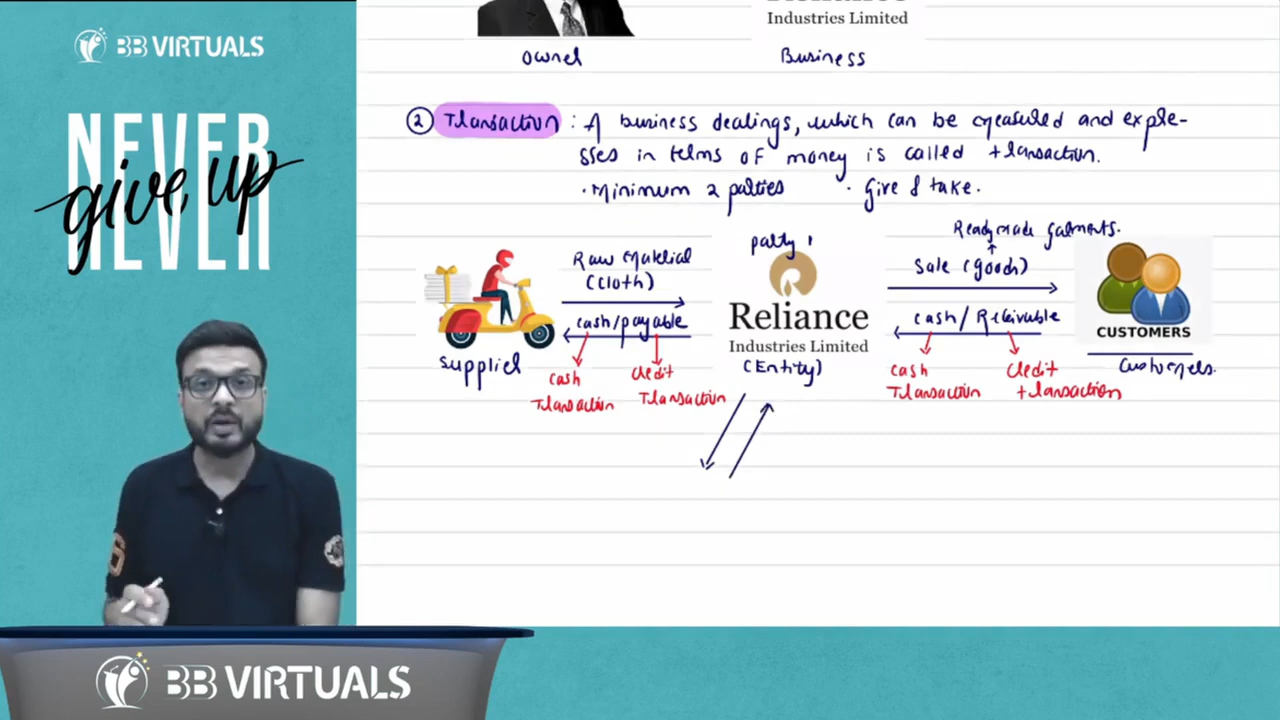 BB VIRTUALS
NEVER
give up
NEVER
Industries Limited
Owner
Business
② Transaction : A business dealings, which can be measured and expre-
sses in terms of money is called transaction.
· Minimum 2 parties · Give & take.
Readymade garments.
party 1
Raw material
(cloth)
Sale (goods)
cash/payable
Reliance
Industries Limited
(Entity)
cash / Receivable
CUSTOMERS
Supplier
Customers.
cash
Transaction
credit
Transaction
cash
Transaction
credit
transaction
BB VIRTUALS